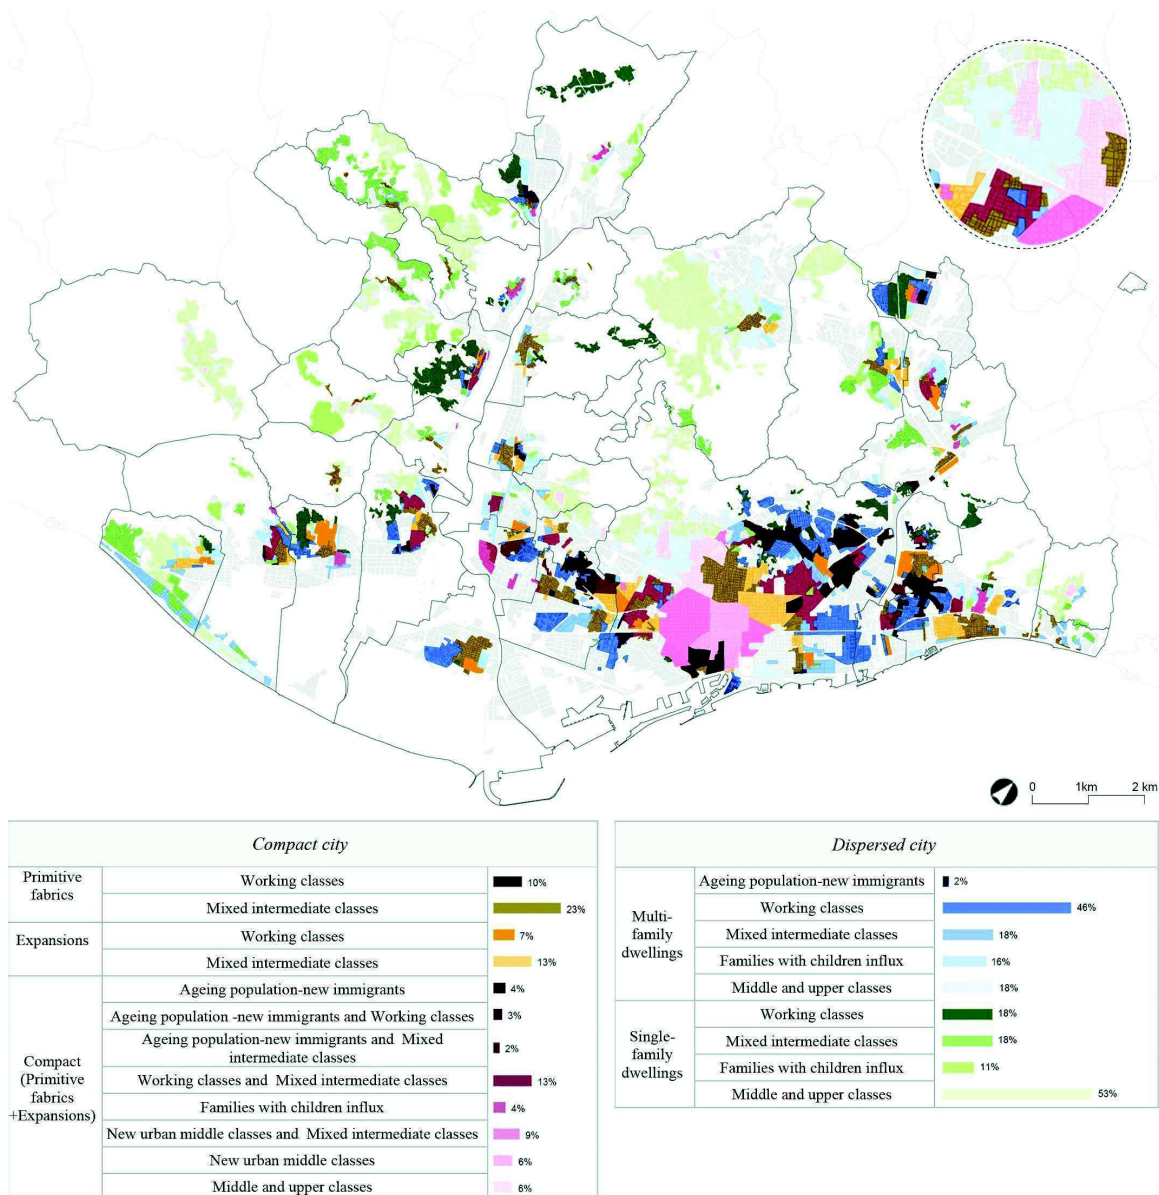 0 1km 2 km
Compact city
Primitive fabrics
Working classes 10%
Mixed intermediate classes 23%
Expansions
Working classes 7%
Mixed intermediate classes 13%
Compact (Primitive fabrics +Expansions)
Ageing population-new immigrants 4%
Ageing population -new immigrants and Working classes 3%
Ageing population-new immigrants and Mixed intermediate classes 2%
Working classes and Mixed intermediate classes 13%
Families with children influx 4%
New urban middle classes and Mixed intermediate classes 9%
New urban middle classes 6%
Middle and upper classes 6%
Dispersed city
Multi-family dwellings
Ageing population-new immigrants 2%
Working classes 46%
Mixed intermediate classes 18%
Families with children influx 16%
Middle and upper classes 18%
Single-family dwellings
Working classes 18%
Mixed intermediate classes 18%
Families with children influx 11%
Middle and upper classes 53%